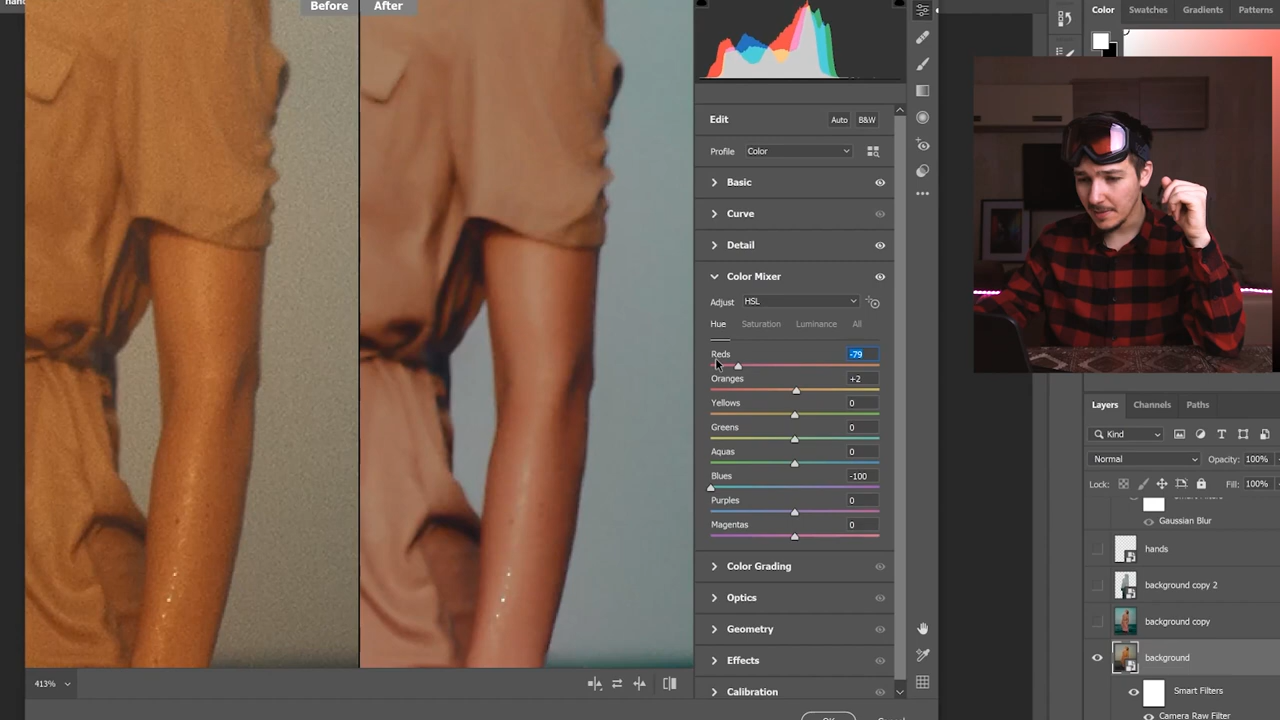 hand
Before
After
Color
Swatches
Gradients
Patterns
Edit
Auto
B&W
Profile
Color
Basic
Curve
Detail
Color Mixer
Adjust
HSL
Hue
Saturation
Luminance
All
Reds
-79
Oranges
+2
Yellows
0
Greens
0
Aquas
0
Blues
-100
Purples
0
Magentas
0
Color Grading
Optics
Geometry
Effects
Calibration
413%
Layers
Channels
Paths
Kind
Normal
Opacity: 100%
Lock:
Fill: 100%
Gaussian Blur
hands
background copy 2
background copy
background
Smart Filters
Camera Raw Filter